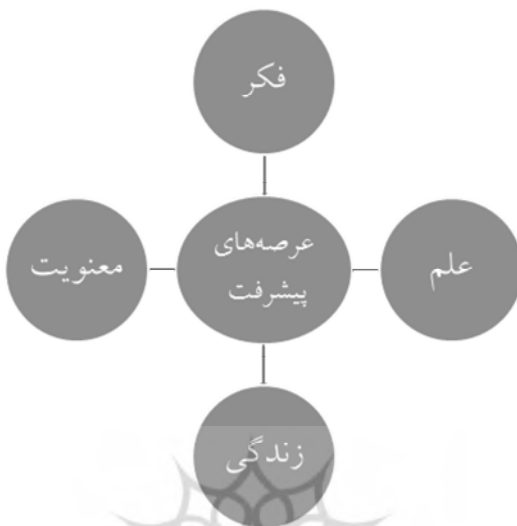 فکر
عرصه‌های
پیشرفت
علم
معنویت
زندگی